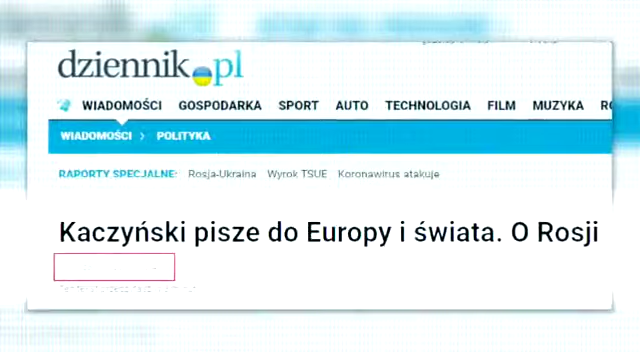 dziennik.pl
WIADOMOŚCI GOSPODARKA SPORT AUTO TECHNOLOGIA FILM MUZYKA
WIADOMOŚCI > POLITYKA
RAPORTY SPECJALNE: Rosja-Ukraina Wyrok TSUE Koronawirus atakuje
Kaczyński pisze do Europy i świata. O Rosji